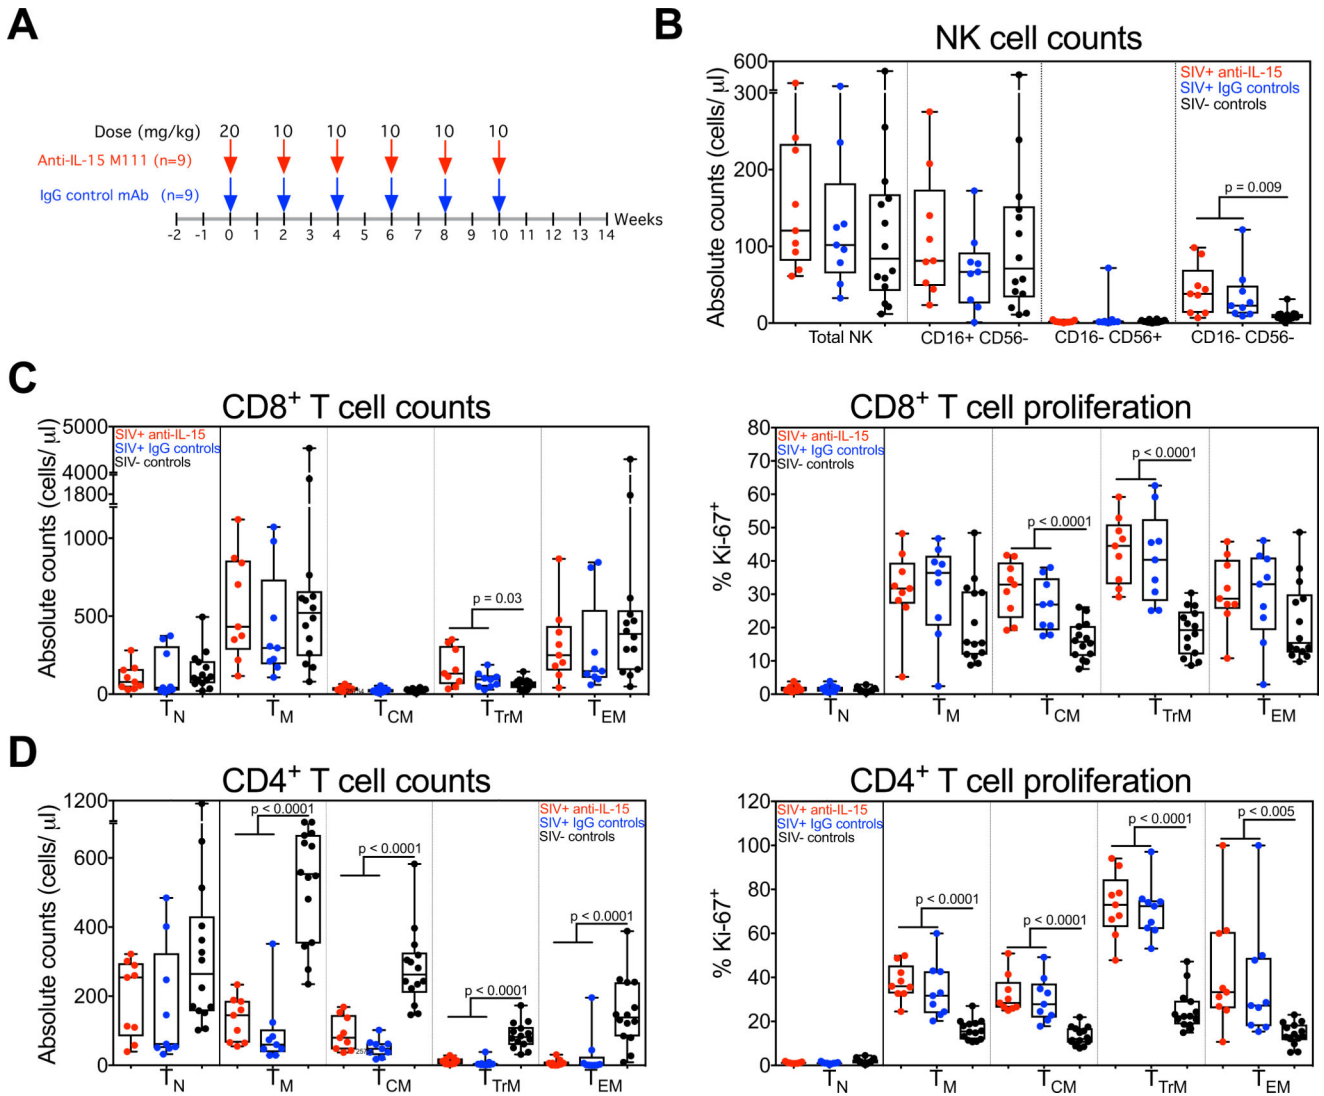 A
Dose (mg/kg) 20 10 10 10 10 10
Anti-IL-15 M111 (n=9)
IgG control mAb (n=9)
Weeks
-2 -1 0 1 2 3 4 5 6 7 8 9 10 11 12 13 14
B
NK cell counts
Absolute counts (cells/ µl)
600
300
200
100
0
SIV+ anti-IL-15
SIV+ IgG controls
SIV- controls
p = 0.009
Total NK CD16+ CD56- CD16- CD56+ CD16- CD56-
C
CD8+ T cell counts
Absolute counts (cells/ µl)
5000
4000
1800
1000
500
0
SIV+ anti-IL-15
SIV+ IgG controls
SIV- controls
p = 0.03
TN TM TCM TTrM TEM
CD8+ T cell proliferation
% Ki-67+
80
70
60
50
40
30
20
10
0
SIV+ anti-IL-15
SIV+ IgG controls
SIV- controls
p < 0.0001
p < 0.0001
TN TM TCM TTrM TEM
D
CD4+ T cell counts
Absolute counts (cells/ µl)
1200
600
400
200
0
p < 0.0001
p < 0.0001
p < 0.0001
p < 0.0001
SIV+ anti-IL-15
SIV+ IgG controls
SIV- controls
TN TM TCM TTrM TEM
CD4+ T cell proliferation
% Ki-67+
120
100
80
60
40
20
0
SIV+ anti-IL-15
SIV+ IgG controls
SIV- controls
p < 0.0001
p < 0.0001
p < 0.0001
p < 0.005
TN TM TCM TTrM TEM